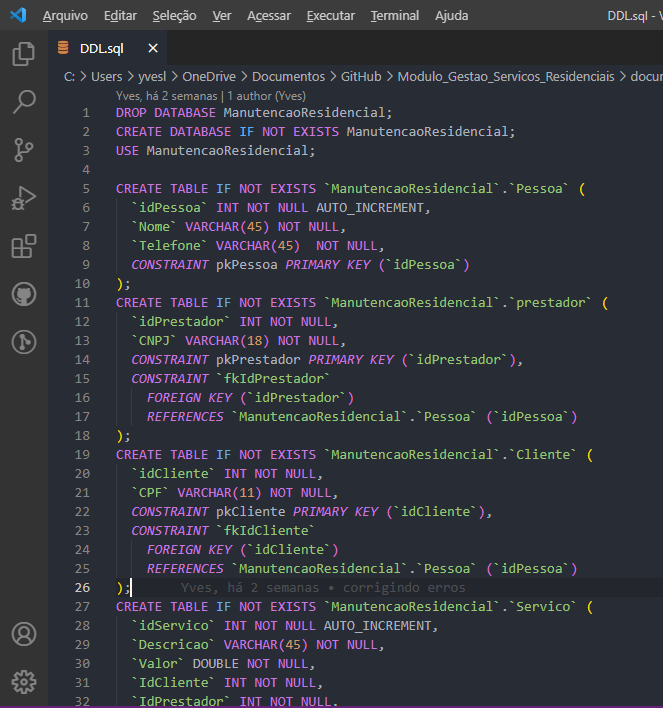 Arquivo Editar Seleção Ver Acessar Executar Terminal Ajuda DDL.sql - V
DDL.sql
C: > Users > yvesl > OneDrive > Documentos > GitHub > Modulo_Gestao_Servicos_Residenciais > docum
Yves, há 2 semanas | 1 author (Yves)
1 DROP DATABASE ManutencaoResidencial;
2 CREATE DATABASE IF NOT EXISTS ManutencaoResidencial;
3 USE ManutencaoResidencial;
4
5 CREATE TABLE IF NOT EXISTS `ManutencaoResidencial`.`Pessoa` (
6 `idPessoa` INT NOT NULL AUTO_INCREMENT,
7 `Nome` VARCHAR(45) NOT NULL,
8 `Telefone` VARCHAR(45)  NOT NULL,
9 CONSTRAINT pkPessoa PRIMARY KEY (`idPessoa`)
10 );
11 CREATE TABLE IF NOT EXISTS `ManutencaoResidencial`.`prestador` (
12 `idPrestador` INT NOT NULL,
13 `CNPJ` VARCHAR(18) NOT NULL,
14 CONSTRAINT pkPrestador PRIMARY KEY (`idPrestador`),
15 CONSTRAINT `fkIdPrestador`
16 FOREIGN KEY (`idPrestador`)
17 REFERENCES `ManutencaoResidencial`.`Pessoa` (`idPessoa`)
18 );
19 CREATE TABLE IF NOT EXISTS `ManutencaoResidencial`.`Cliente` (
20 `idCliente` INT NOT NULL,
21 `CPF` VARCHAR(11) NOT NULL,
22 CONSTRAINT pkCliente PRIMARY KEY (`idCliente`),
23 CONSTRAINT `fkIdCliente`
24 FOREIGN KEY (`idCliente`)
25 REFERENCES `ManutencaoResidencial`.`Pessoa` (`idPessoa`)
26 ); Yves, há 2 semanas • corrigindo erros
27 CREATE TABLE IF NOT EXISTS `ManutencaoResidencial`.`Servico` (
28 `idServico` INT NOT NULL AUTO_INCREMENT,
29 `Descricao` VARCHAR(45) NOT NULL,
30 `Valor` DOUBLE NOT NULL,
31 `IdCliente` INT NOT NULL,
32 `IdPrestador` INT NOT NULL,